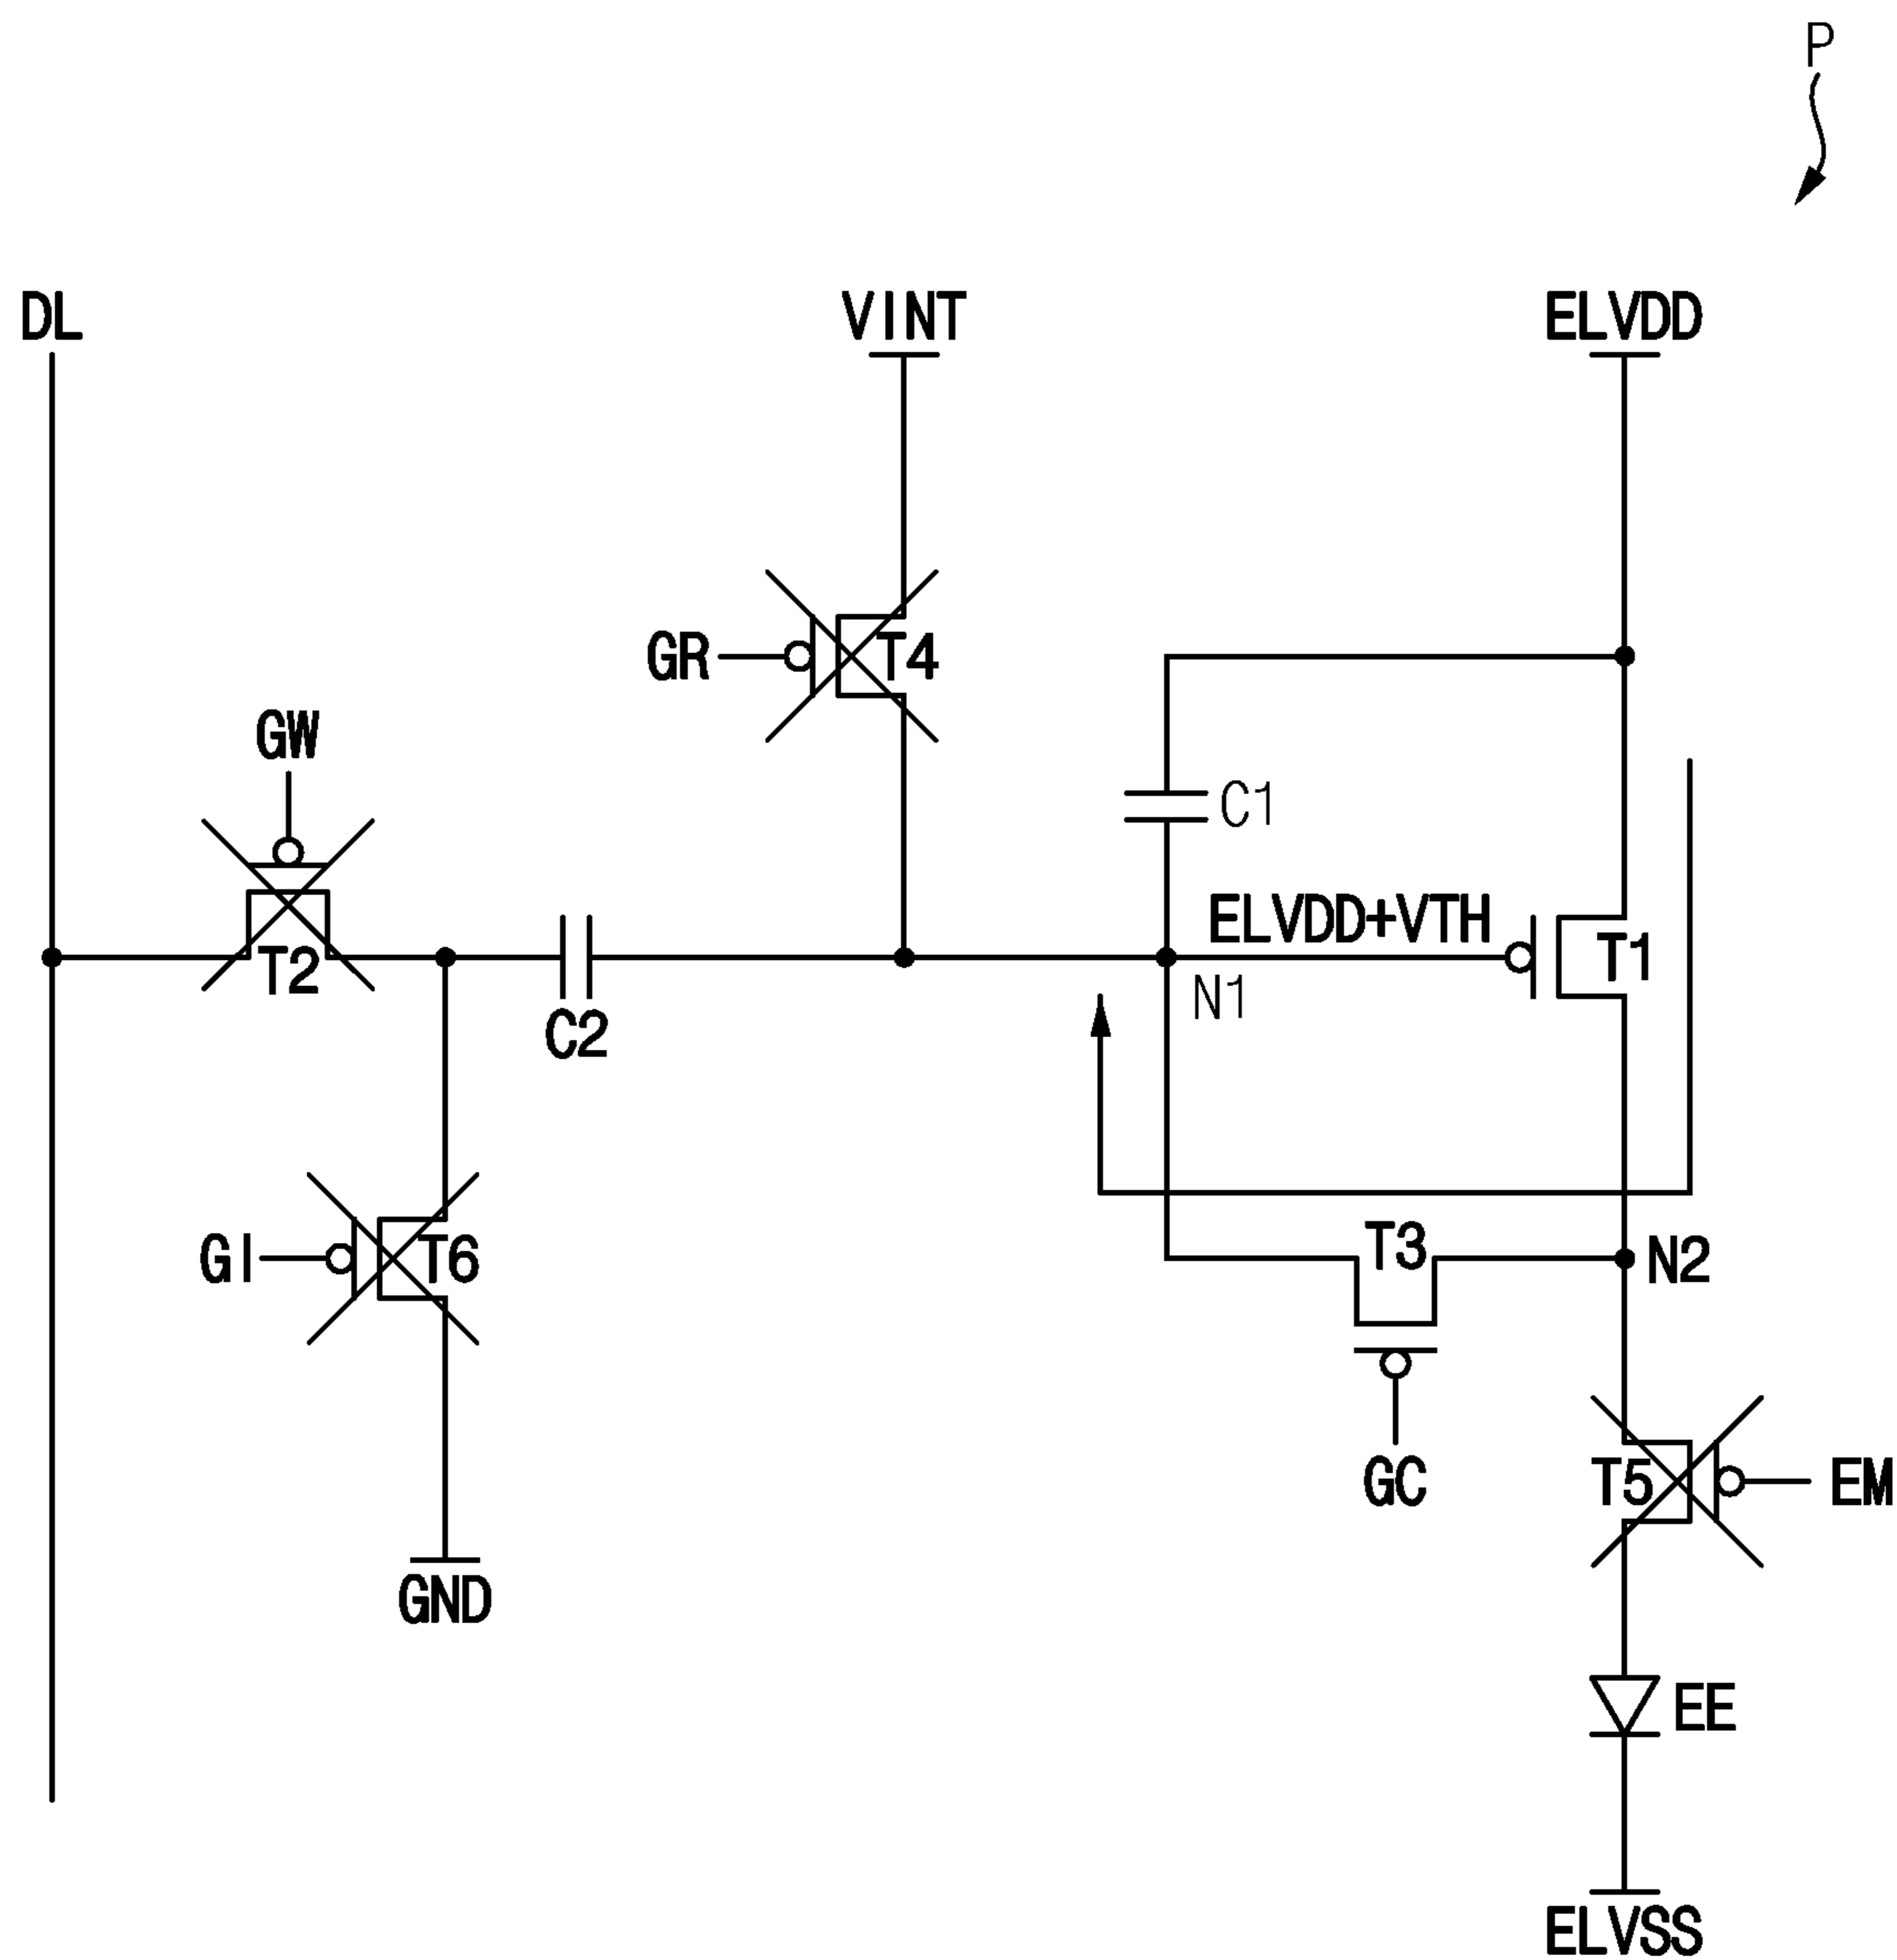 P
DL
VINT
ELVDD
GR
T4
GW
C1
ELVDD+VTH
T1
T2
N1
C2
GI
T6
T3
N2
GC
T5
EM
GND
EE
ELVSS